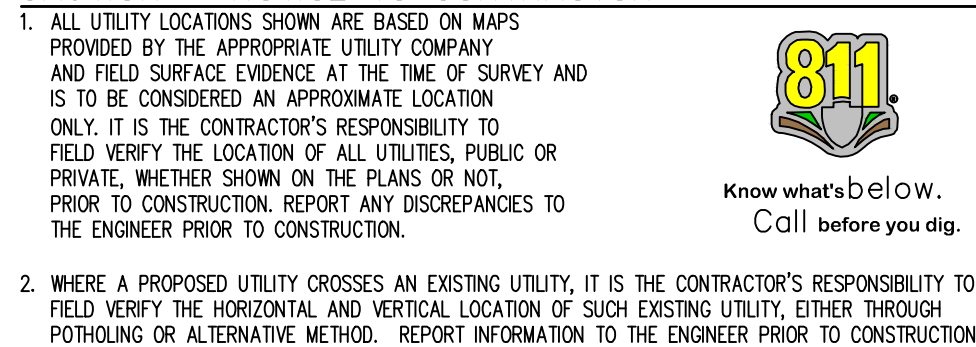 1. ALL UTILITY LOCATIONS SHOWN ARE BASED ON MAPS
PROVIDED BY THE APPROPRIATE UTILITY COMPANY
AND FIELD SURFACE EVIDENCE AT THE TIME OF SURVEY AND
IS TO BE CONSIDERED AN APPROXIMATE LOCATION
ONLY. IT IS THE CONTRACTOR'S RESPONSIBILITY TO
FIELD VERIFY THE LOCATION OF ALL UTILITIES, PUBLIC OR
PRIVATE, WHETHER SHOWN ON THE PLANS OR NOT,
PRIOR TO CONSTRUCTION. REPORT ANY DISCREPANCIES TO
THE ENGINEER PRIOR TO CONSTRUCTION.
811®
Know what's below.
Call before you dig.
2. WHERE A PROPOSED UTILITY CROSSES AN EXISTING UTILITY, IT IS THE CONTRACTOR'S RESPONSIBILITY TO
FIELD VERIFY THE HORIZONTAL AND VERTICAL LOCATION OF SUCH EXISTING UTILITY, EITHER THROUGH
POTHOLING OR ALTERNATIVE METHOD. REPORT INFORMATION TO THE ENGINEER PRIOR TO CONSTRUCTION